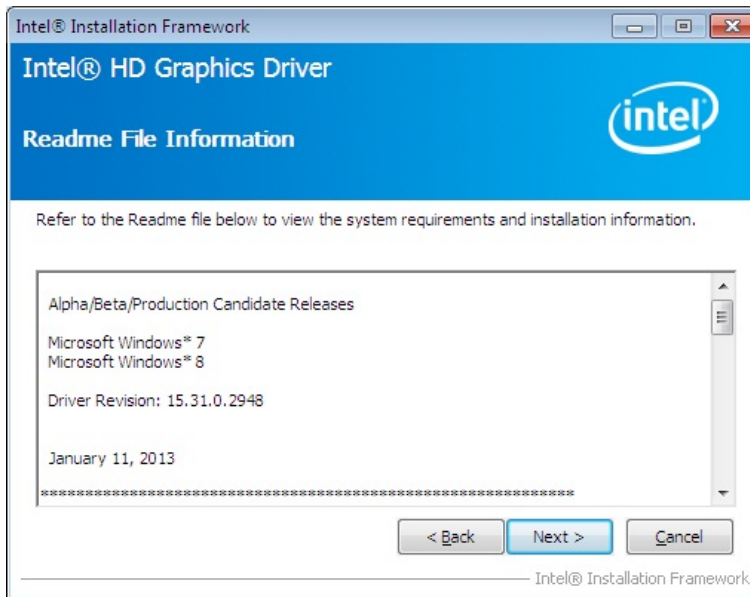 Intel® Installation Framework
Intel® HD Graphics Driver
intel®
Readme File Information
Refer to the Readme file below to view the system requirements and installation information.
Alpha/Beta/Production Candidate Releases
Microsoft Windows* 7
Microsoft Windows* 8
Driver Revision: 15.31.0.2948
January 11, 2013
************************************************************
< Back
Next >
Cancel
Intel® Installation Framework